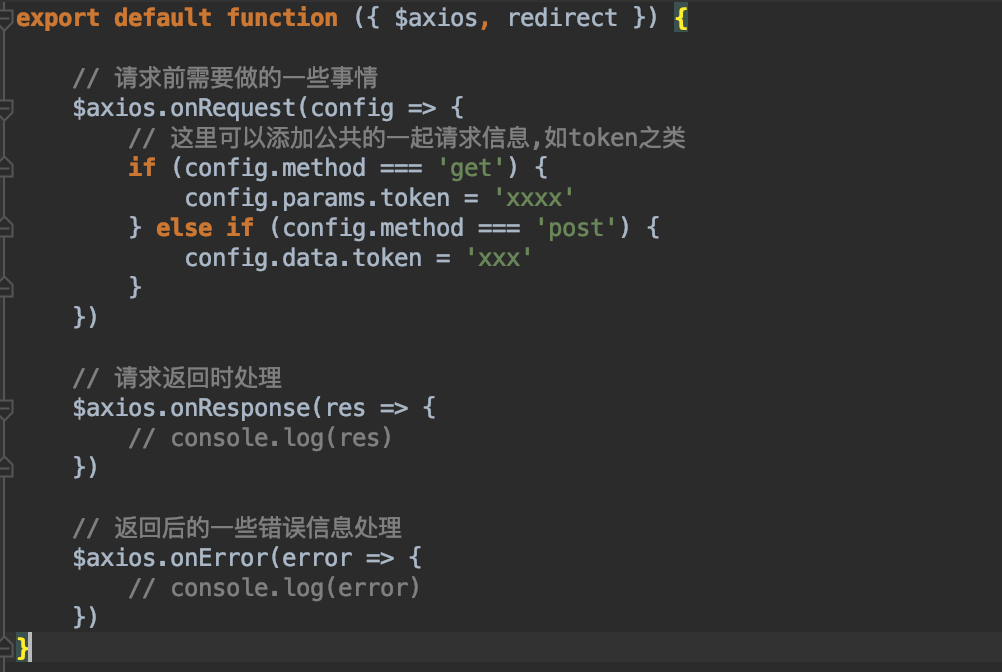 export default function ({ $axios, redirect }) {
// 请求前需要做的一些事情
$axios.onRequest(config => {
// 这里可以添加公共的一起请求信息,如token之类
if (config.method === 'get') {
config.params.token = 'xxxx'
} else if (config.method === 'post') {
config.data.token = 'xxx'
}
})
// 请求返回时处理
$axios.onResponse(res => {
// console.log(res)
})
// 返回后的一些错误信息处理
$axios.onError(error => {
// console.log(error)
})
}